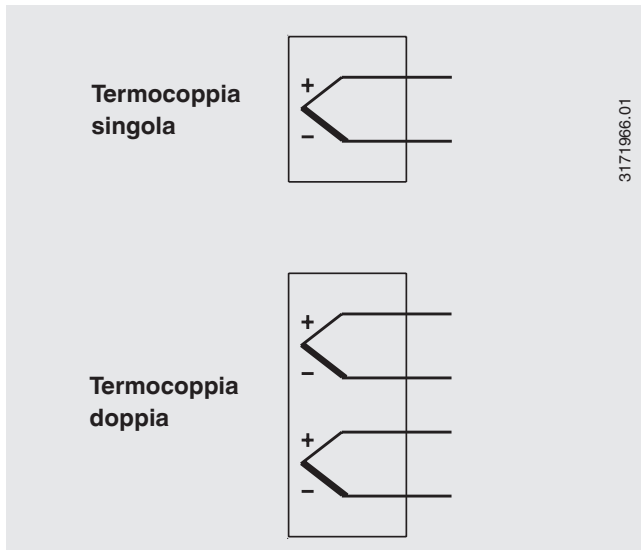 Termocoppia
singola
+
–
3171966.01
Termocoppia
doppia
+
–
+
–